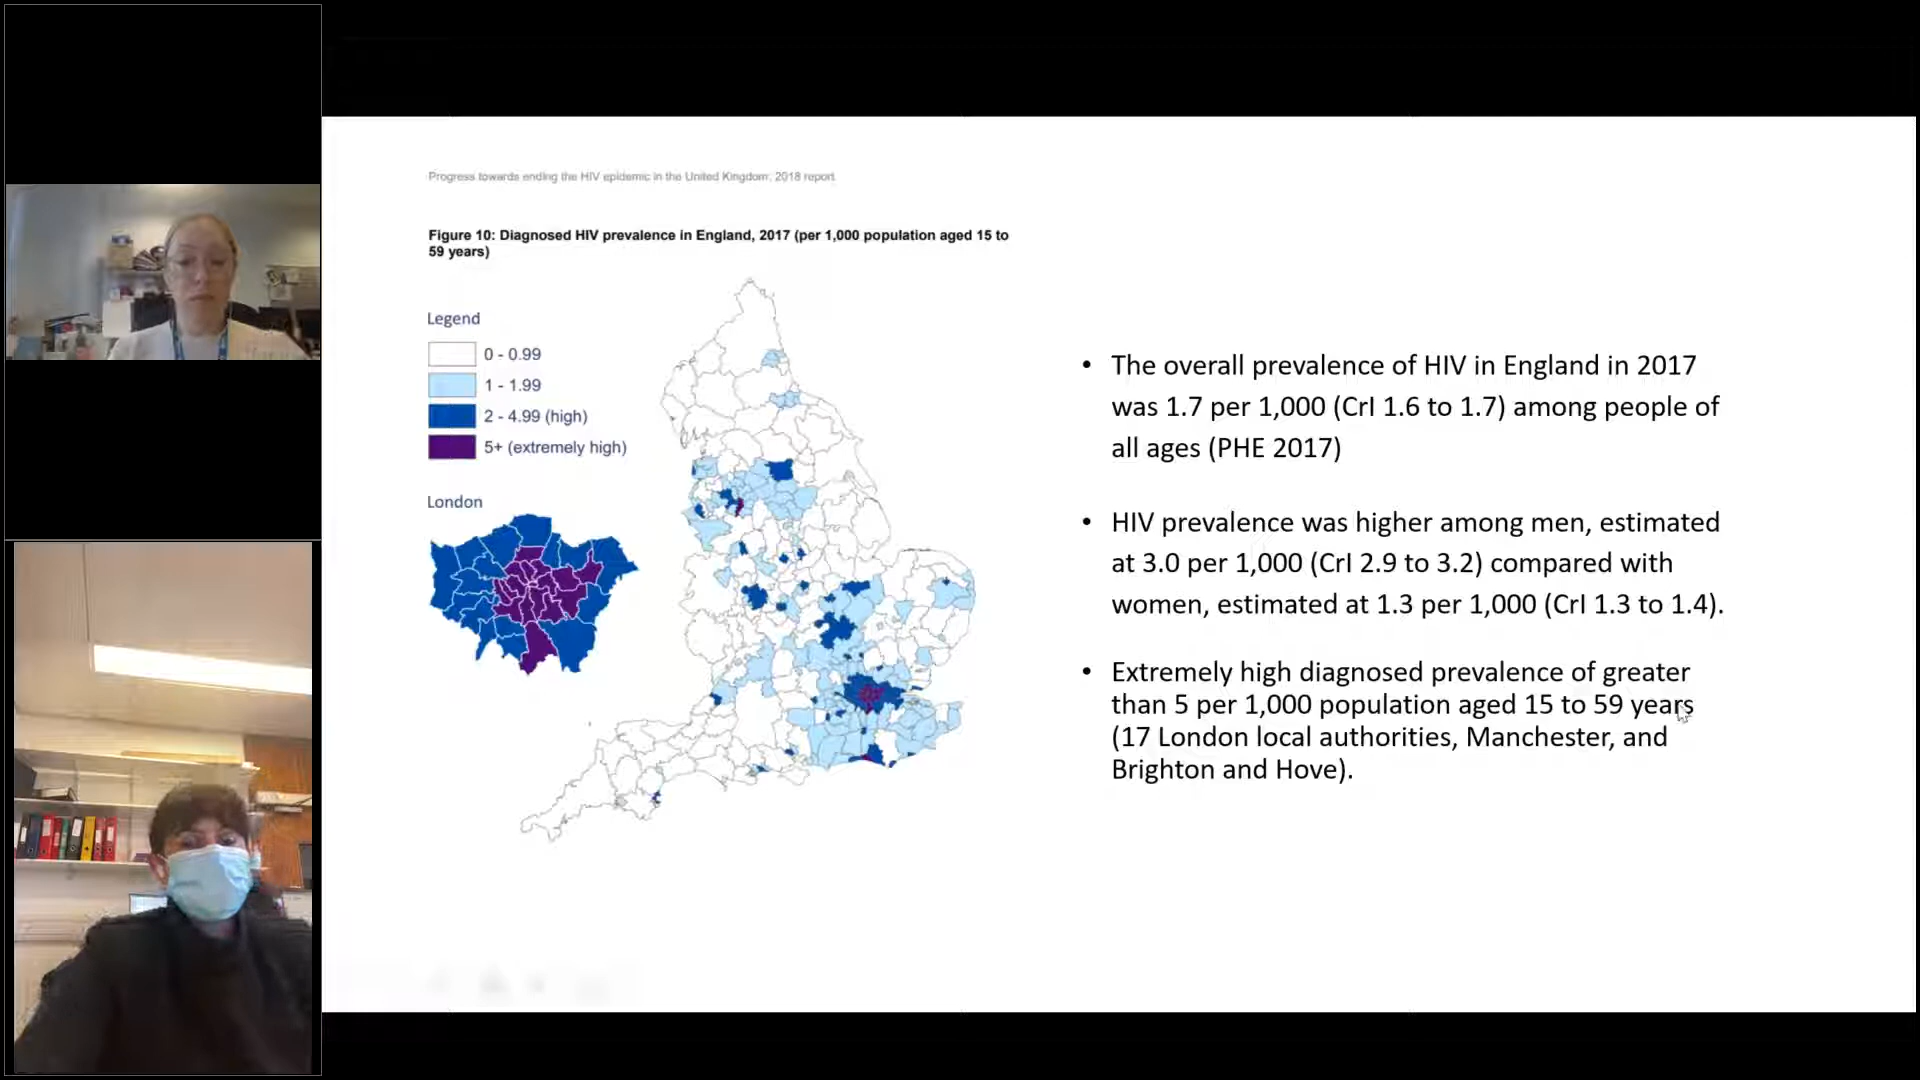 Progress towards ending the HIV epidemic in the United Kingdom: 2018 report
Figure 10: Diagnosed HIV prevalence in England, 2017 (per 1,000 population aged 15 to
59 years)
Legend
0 - 0.99
1 - 1.99
2 - 4.99 (high)
5+ (extremely high)
London
• The overall prevalence of HIV in England in 2017
was 1.7 per 1,000 (CrI 1.6 to 1.7) among people of
all ages (PHE 2017)
• HIV prevalence was higher among men, estimated
at 3.0 per 1,000 (CrI 2.9 to 3.2) compared with
women, estimated at 1.3 per 1,000 (CrI 1.3 to 1.4).
• Extremely high diagnosed prevalence of greater
than 5 per 1,000 population aged 15 to 59 years
(17 London local authorities, Manchester, and
Brighton and Hove).